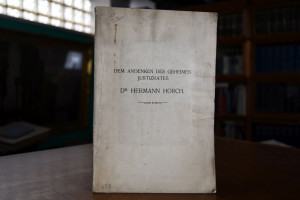 DEM ANDENKEN DES GEHEIMEN
JUSTIZRATES
DR HERMANN HORCH.